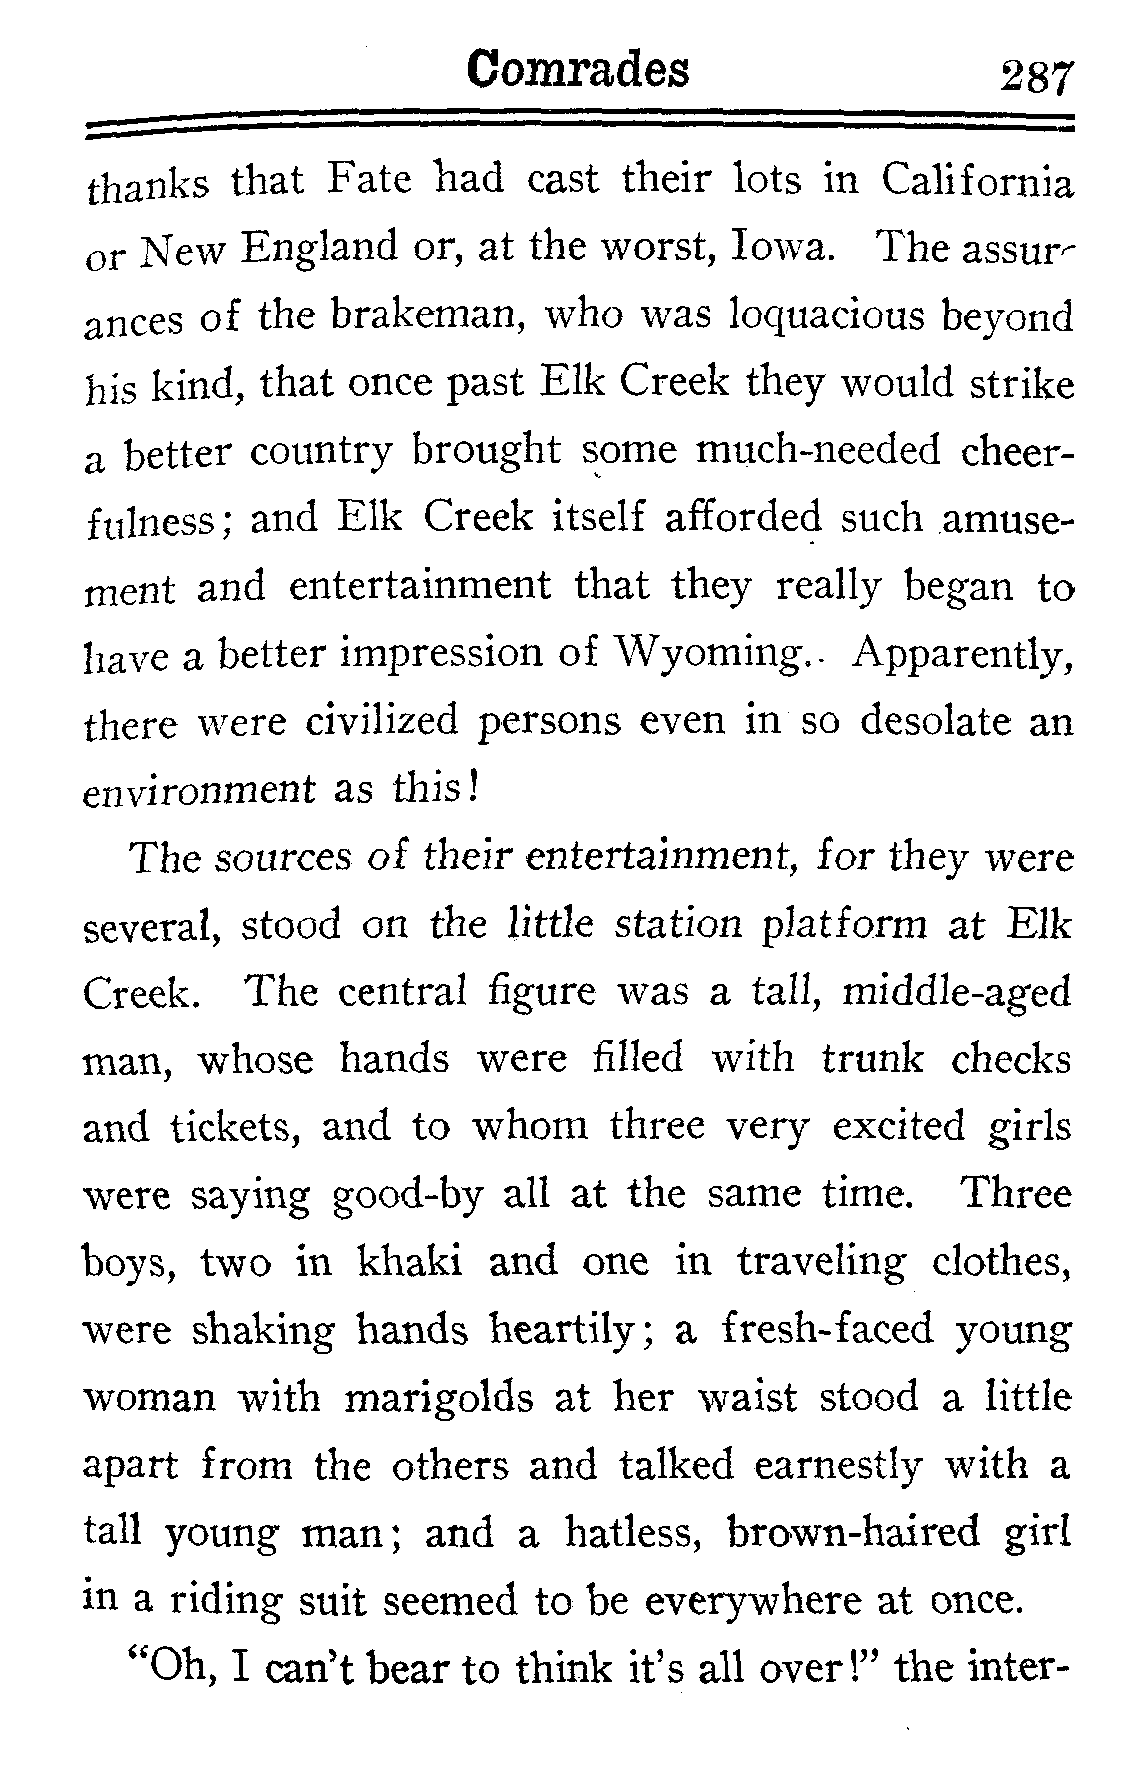 Comrades 287
thanks that Fate had cast their lots in California
or New England or, at the worst, Iowa. The assur-
ances of the brakeman, who was loquacious beyond
his kind, that once past Elk Creek they would strike
a better country brought some much-needed cheer-
fulness; and Elk Creek itself afforded such amuse-
ment and entertainment that they really began to
have a better impression of Wyoming. Apparently,
there were civilized persons even in so desolate an
environment as this!
The sources of their entertainment, for they were
several, stood on the little station platform at Elk
Creek. The central figure was a tall, middle-aged
man, whose hands were filled with trunk checks
and tickets, and to whom three very excited girls
were saying good-by all at the same time. Three
boys, two in khaki and one in traveling clothes,
were shaking hands heartily; a fresh-faced young
woman with marigolds at her waist stood a little
apart from the others and talked earnestly with a
tall young man; and a hatless, brown-haired girl
in a riding suit seemed to be everywhere at once.
“Oh, I can’t bear to think it’s all over!” the inter-